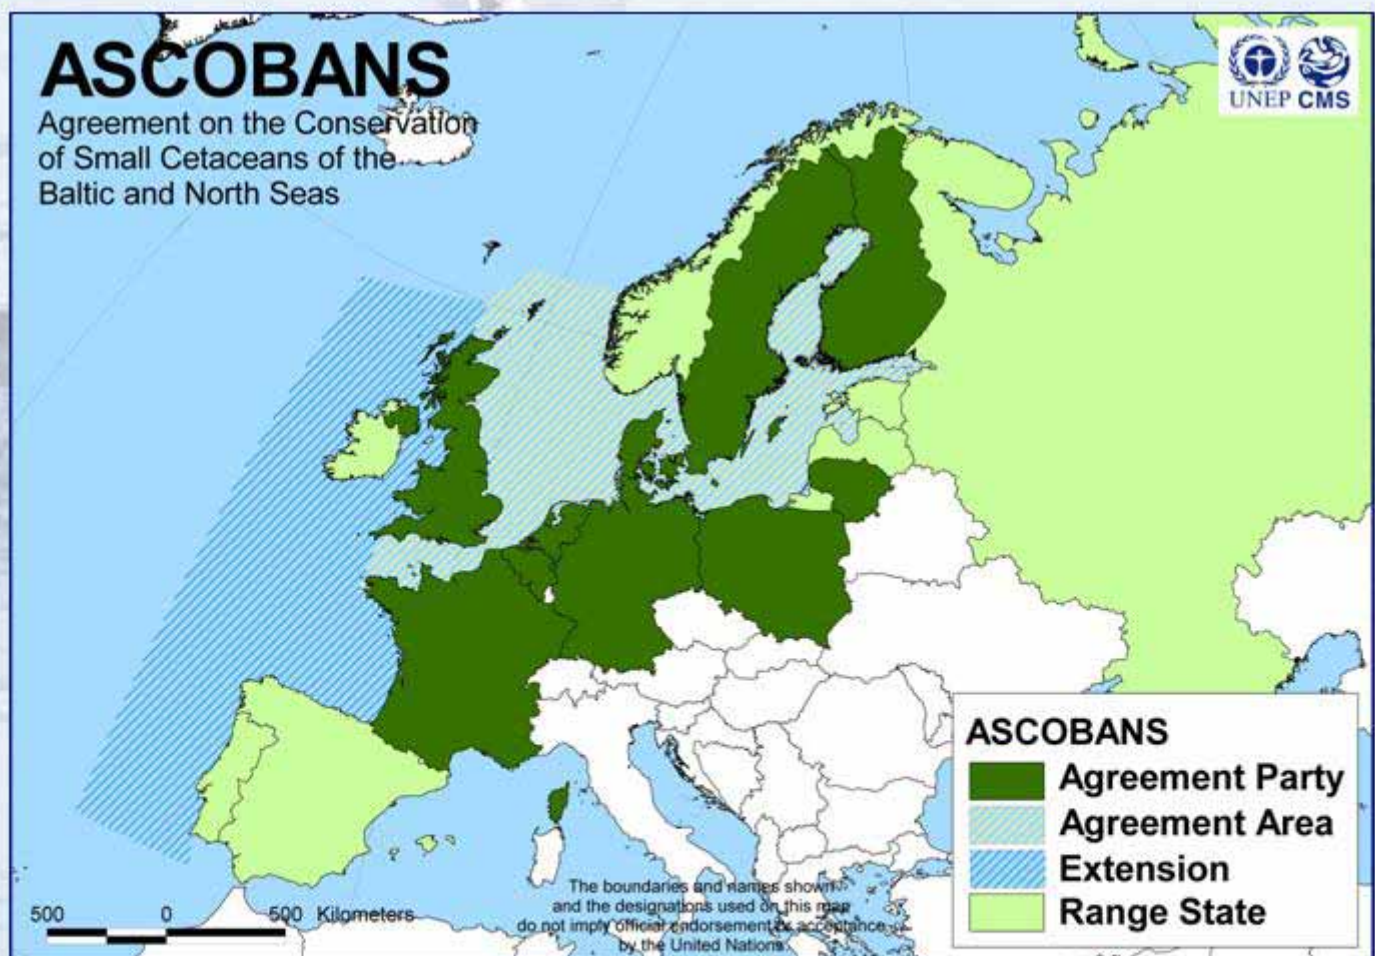 ASCOBANS
Agreement on the Conservation
of Small Cetaceans of the
Baltic and North Seas
UNEP CMS
ASCOBANS
Agreement Party
Agreement Area
Extension
Range State
500 0 500 Kilometers
The boundaries and names shown
and the designations used on this map
do not imply official endorsement or acceptance
by the United Nations.